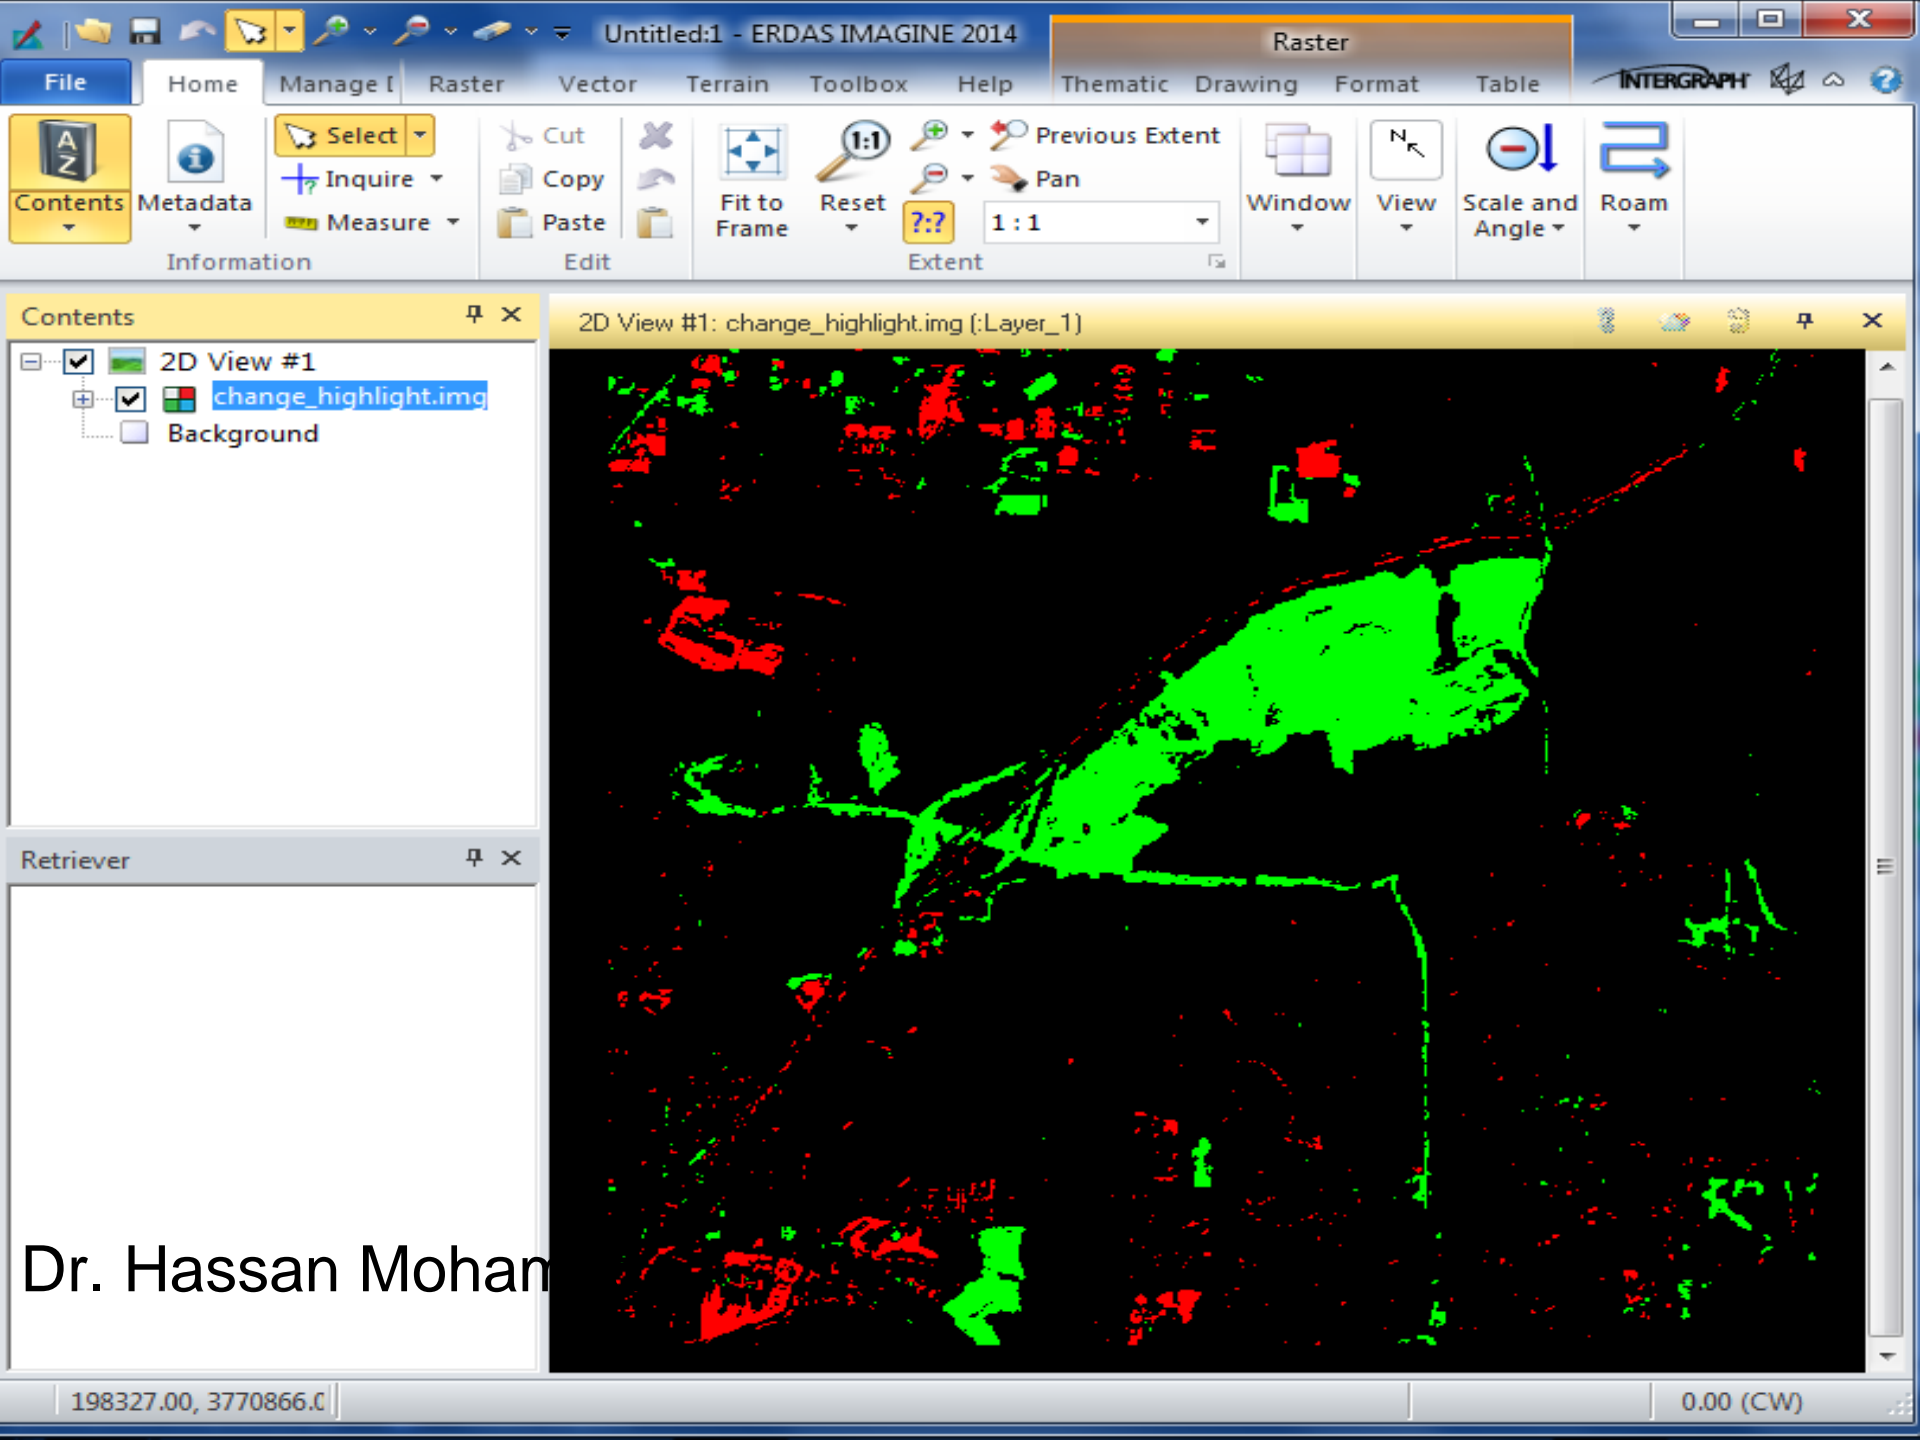 Untitled:1 - ERDAS IMAGINE 2014
Raster
File Home Manage Raster Vector Terrain Toolbox Help Thematic Drawing Format Table INTERGRAPH
Contents
Metadata
Select
Inquire
Measure
Information
Cut
Copy
Paste
Edit
Fit to
Frame
1:1
Reset
?:?
Previous Extent
Pan
1 : 1
Extent
Window
N
View
Scale and
Angle
Roam
A
Z
Contents
2D View #1
change_highlight.img
Background
2D View #1: change_highlight.img (:Layer_1)
Retriever
Dr. Hassan Moham
198327.00, 3770866.0
0.00 (CW)